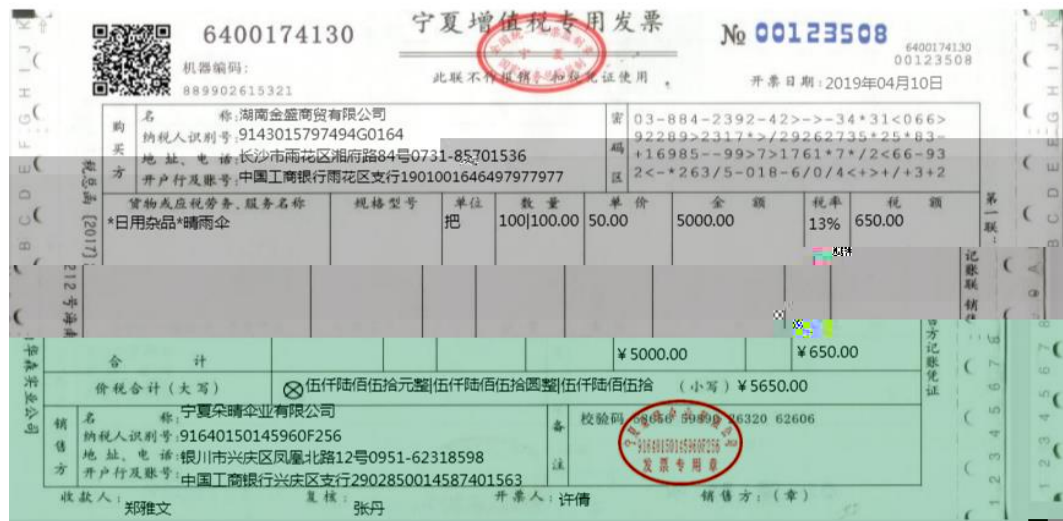 6400174130
宁夏增值税专用发票
№ 00123508
6400174130
00123508
机器编码:
889902615321
此联不作报销、扣税凭证使用
开票日期:2019年04月10日
购买方
名 称:湖南金盛商贸有限公司
纳税人识别号:9143015797494G0164
地 址、电 话:长沙市雨花区湘府路84号0731-85701536
开户行及账号:中国工商银行雨花区支行1901001646497977977
密码区
03-884-2392-42>->-34*31<066>
92289>2317*>/29262735*25*83-
+16985--99>7>1761*7*/2<66-93
2<-*263/5-018-6/0/4<+>+/+3+2
货物或应税劳务、服务名称 规格型号 单位 数 量 单 价 金 额 税率 税 额
*日用杂品*晴雨伞 把 100|100.00 50.00 5000.00 13% 650.00
合 计 ¥5000.00 ¥650.00
价税合计(大写) ⊗伍仟陆佰伍拾元整|伍仟陆佰伍拾圆整|伍仟陆佰伍拾 (小写)¥5650.00
销售方
名 称:宁夏朵晴伞业有限公司
纳税人识别号:91640150145960F256
地 址、电 话:银川市兴庆区凤凰北路12号0951-62318598
开户行及账号:中国工商银行兴庆区支行2902850014587401563
备注
校验码 58656 59890 26320 62606
91640150145960F256
发票专用章
收款人:郑雅文 复核:张丹 开票人:许倩 销售方:(章)
税总函[2017]
212号海南华森实业公司
第一联:
记账联 销售方记账凭证